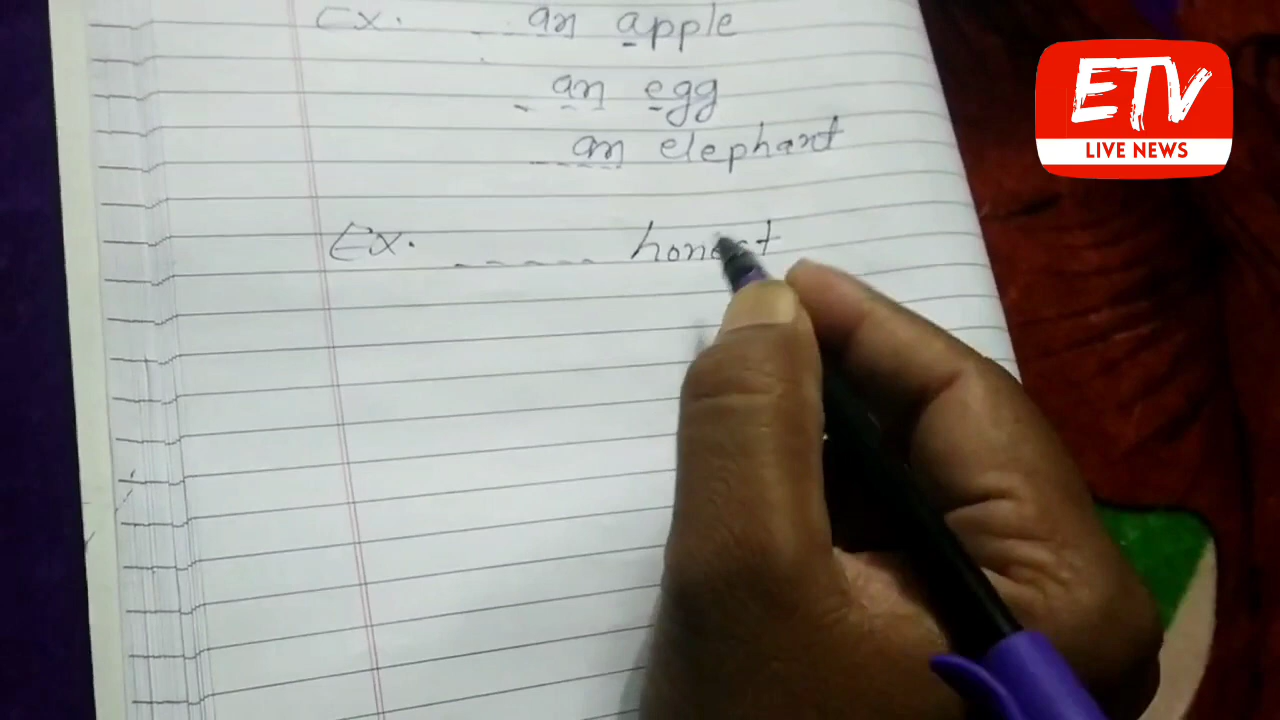 Ex. --- an apple
- an egg
--- an elephant
Ex. ----- honest
ETV
LIVE NEWS